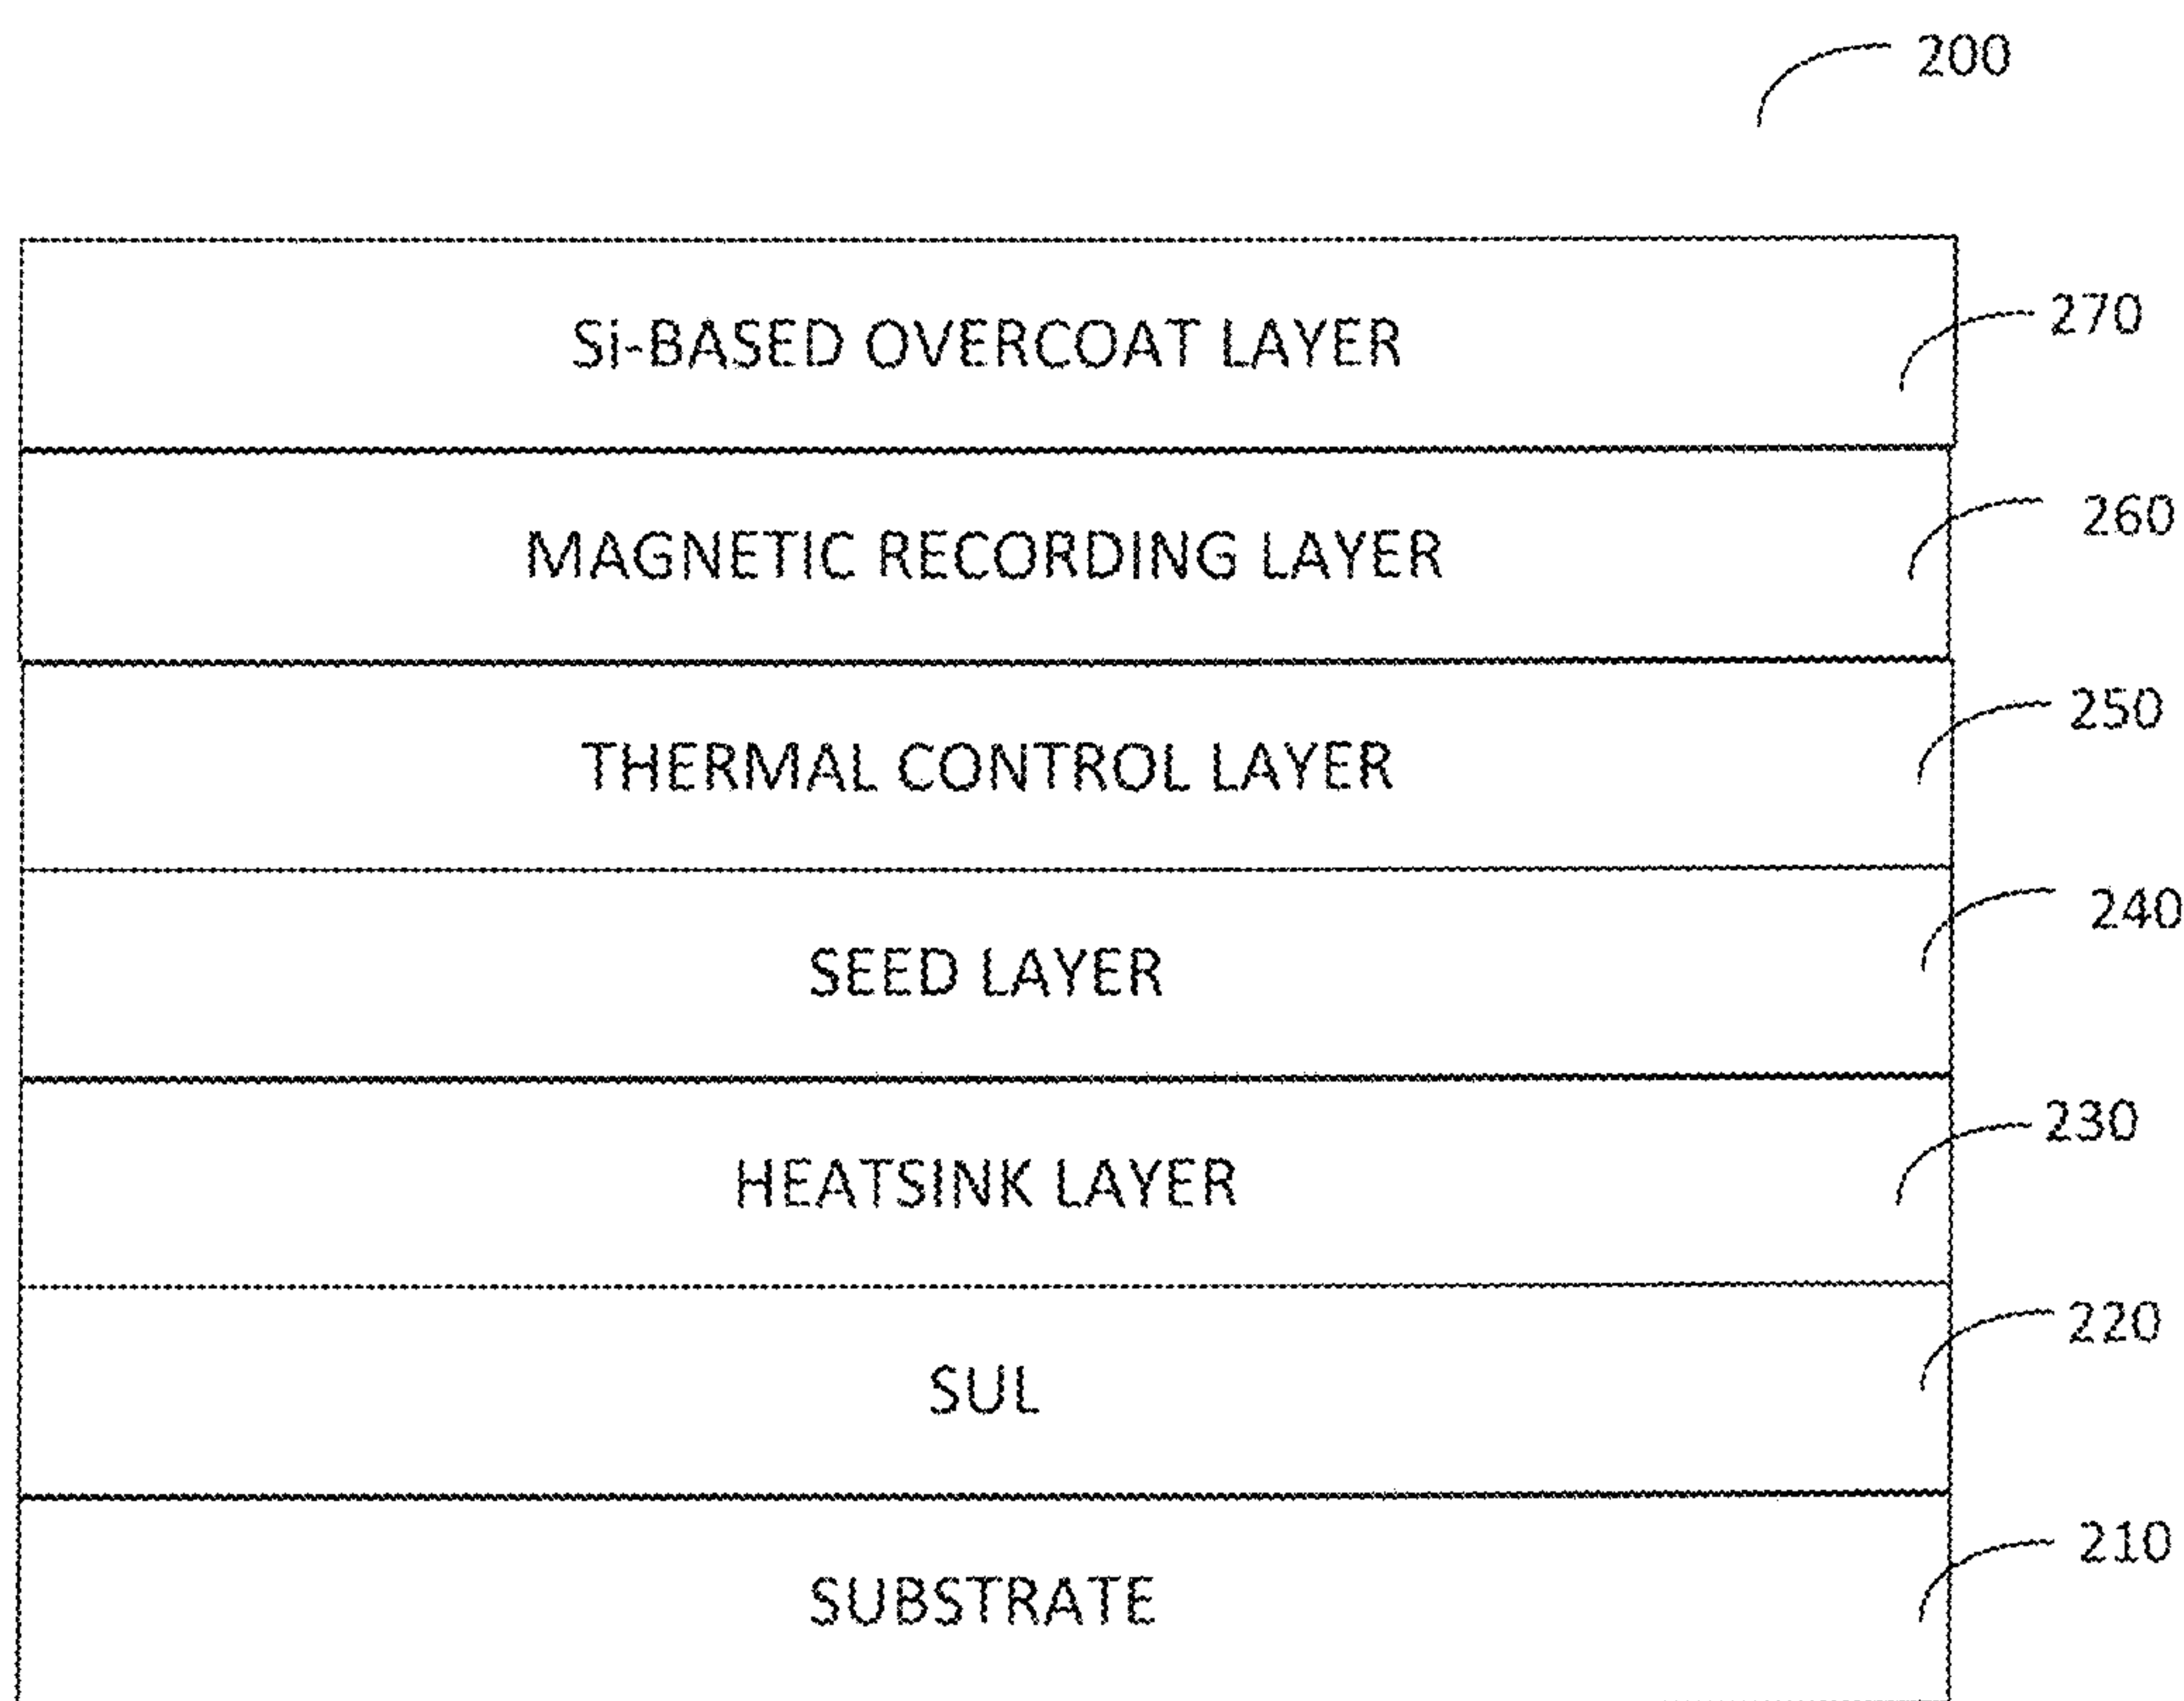 200
Si-BASED OVERCOAT LAYER
270
MAGNETIC RECORDING LAYER
260
THERMAL CONTROL LAYER
250
SEED LAYER
240
HEATSINK LAYER
230
SUL
220
SUBSTRATE
210